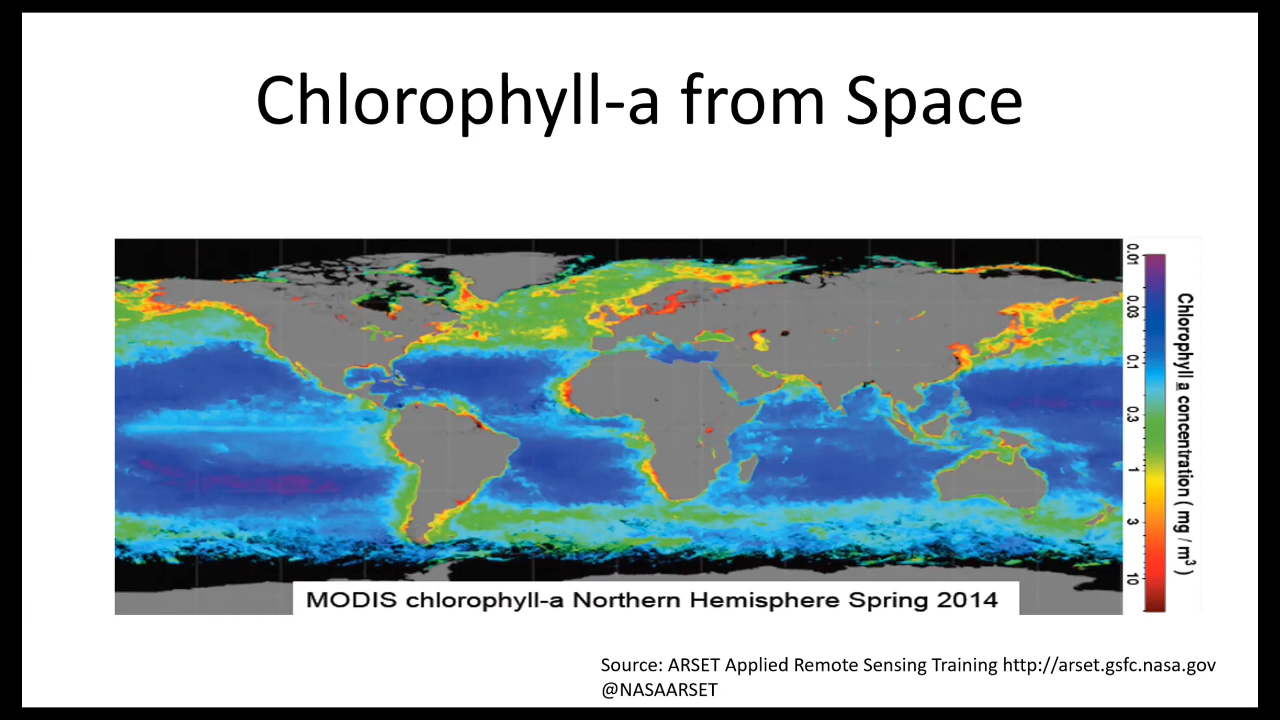 Chlorophyll-a from Space
0.01
0.03
0.1
0.3
1
3
10
Chlorophyll a concentration ( mg / m³ )
MODIS chlorophyll-a Northern Hemisphere Spring 2014
Source: ARSET Applied Remote Sensing Training http://arset.gsfc.nasa.gov
@NASAARSET